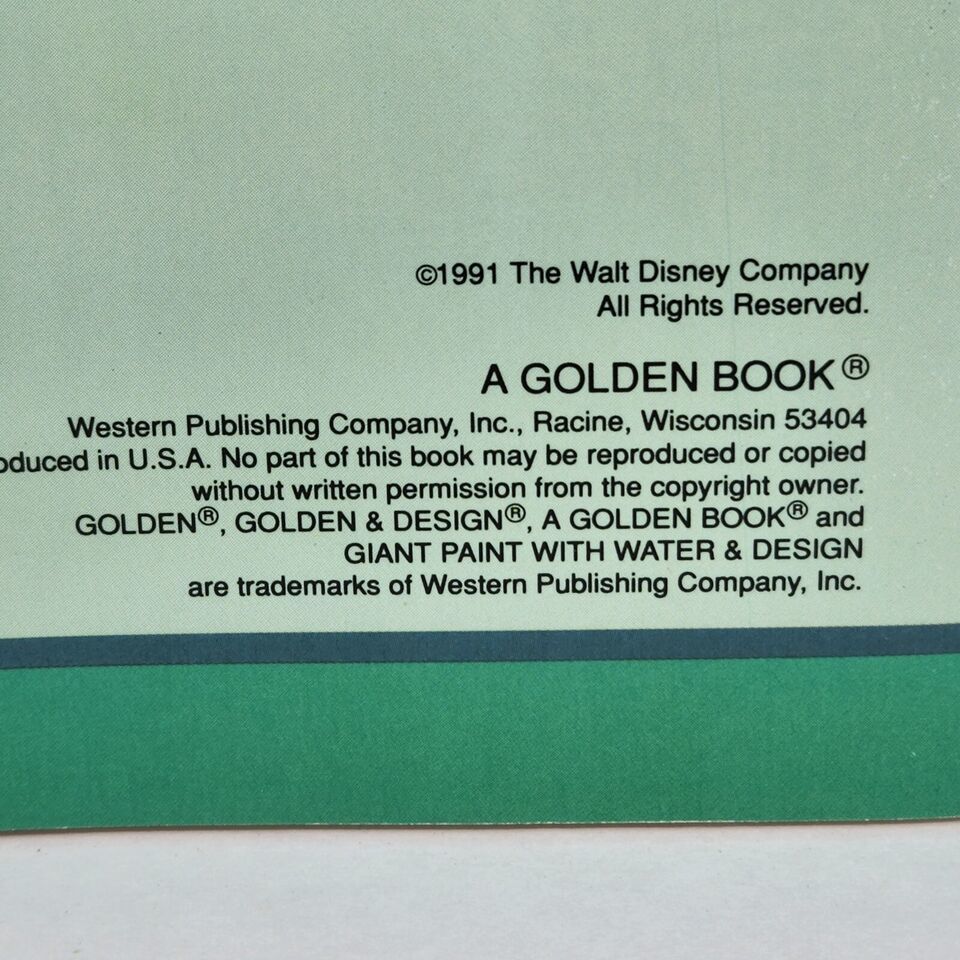 ©1991 The Walt Disney Company
All Rights Reserved.
A GOLDEN BOOK®
Western Publishing Company, Inc., Racine, Wisconsin 53404
in U.S.A. No part of this book may be reproduced or copied
without written permission from the copyright owner.
GOLDEN®, GOLDEN & DESIGN®, A GOLDEN BOOK® and
GIANT PAINT WITH WATER & DESIGN
are trademarks of Western Publishing Company, Inc.